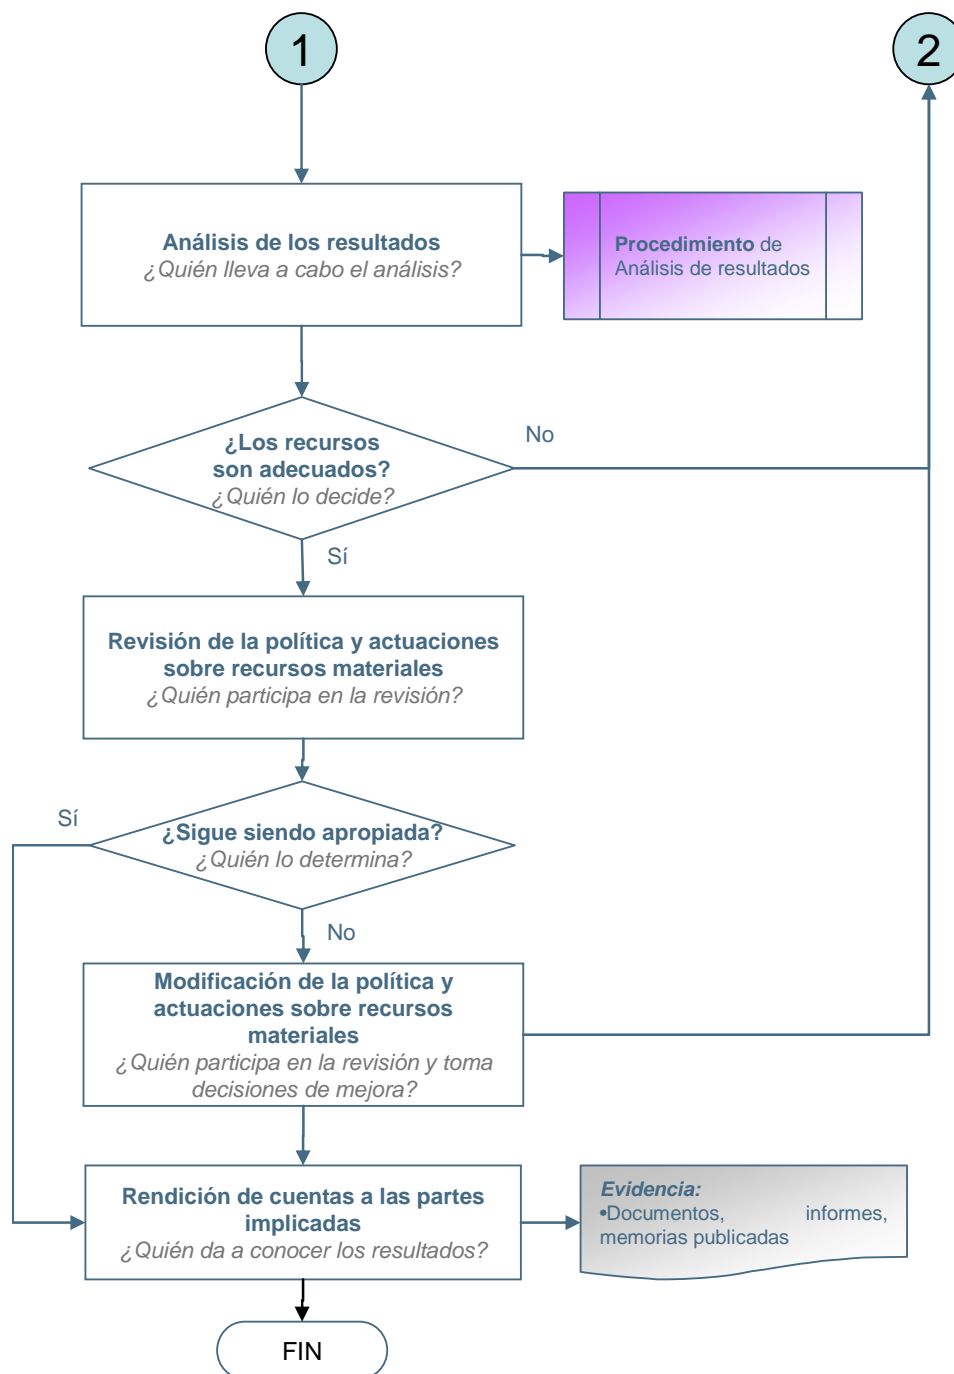 1
2
Análisis de los resultados
¿Quién lleva a cabo el análisis?
Procedimiento de
Análisis de resultados
¿Los recursos
son adecuados?
¿Quién lo decide?
No
Sí
Revisión de la política y actuaciones
sobre recursos materiales
¿Quién participa en la revisión?
Sí
¿Sigue siendo apropiada?
¿Quién lo determina?
No
Modificación de la política y
actuaciones sobre recursos
materiales
¿Quién participa en la revisión y toma
decisiones de mejora?
Rendición de cuentas a las partes
implicadas
¿Quién da a conocer los resultados?
Evidencia:
•Documentos, informes,
memorias publicadas
FIN